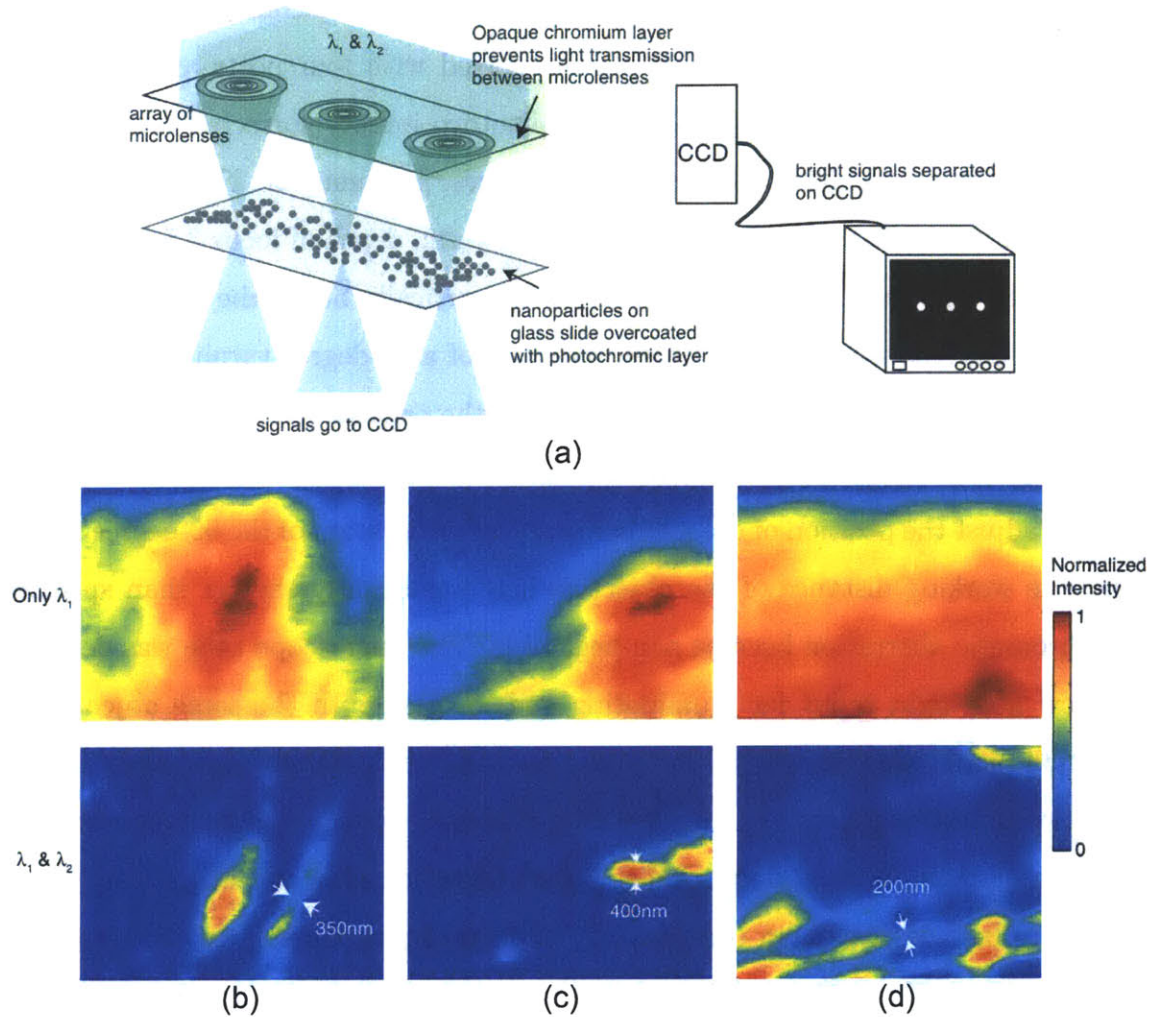 λ₁ & λ₂
Opaque chromium layer
prevents light transmission
between microlenses
array of
microlenses
CCD
bright signals separated
on CCD
nanoparticles on
glass slide overcoated
with photochromic layer
signals go to CCD
(a)
Only λ₁
Normalized
Intensity
1
0
λ₁ & λ₂
350nm
400nm
200nm
(b)
(c)
(d)